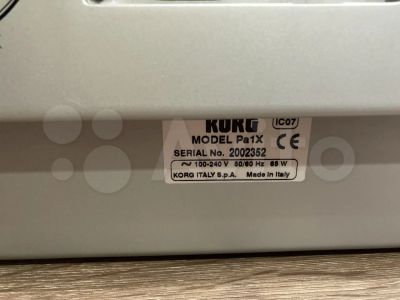 KORG IC07
MODEL Pa1X CE
SERIAL No. 2002352
~ 100-240 V 50/60 Hz 65 W
KORG ITALY S.p.A. Made in Italy